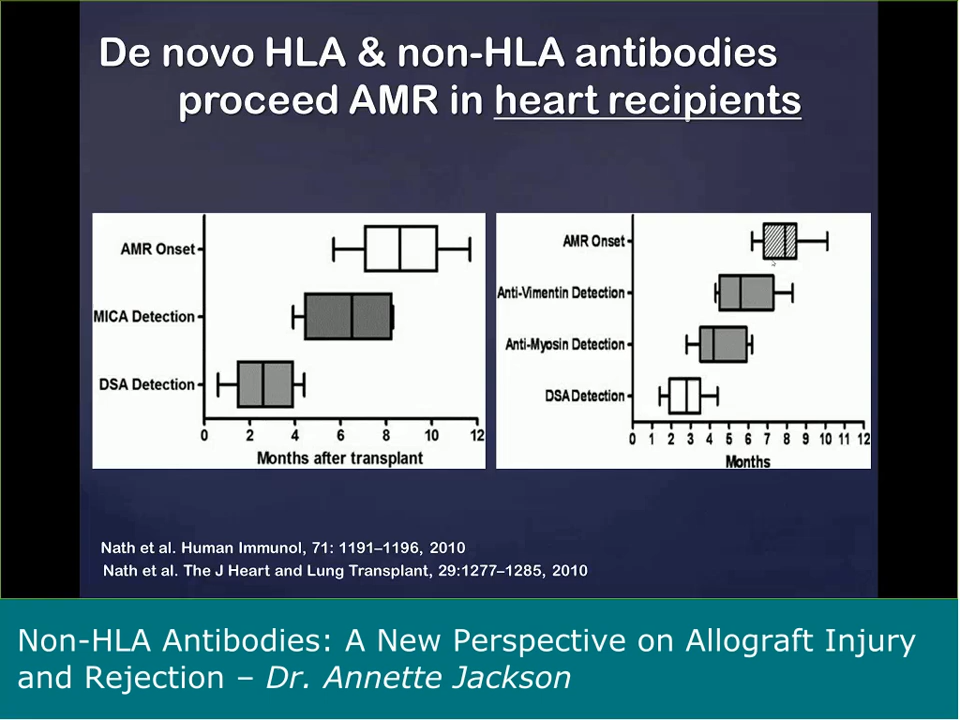 De novo HLA & non-HLA antibodies
proceed AMR in heart recipients
AMR Onset
MICA Detection
DSA Detection
0 2 4 6 8 10 12
Months after transplant
AMR Onset
Anti-Vimentin Detection
Anti-Myosin Detection
DSA Detection
0 1 2 3 4 5 6 7 8 9 10 11 12
Months
Nath et al. Human Immunol, 71: 1191–1196, 2010
Nath et al. The J Heart and Lung Transplant, 29:1277–1285, 2010
Non-HLA Antibodies: A New Perspective on Allograft Injury
and Rejection – Dr. Annette Jackson